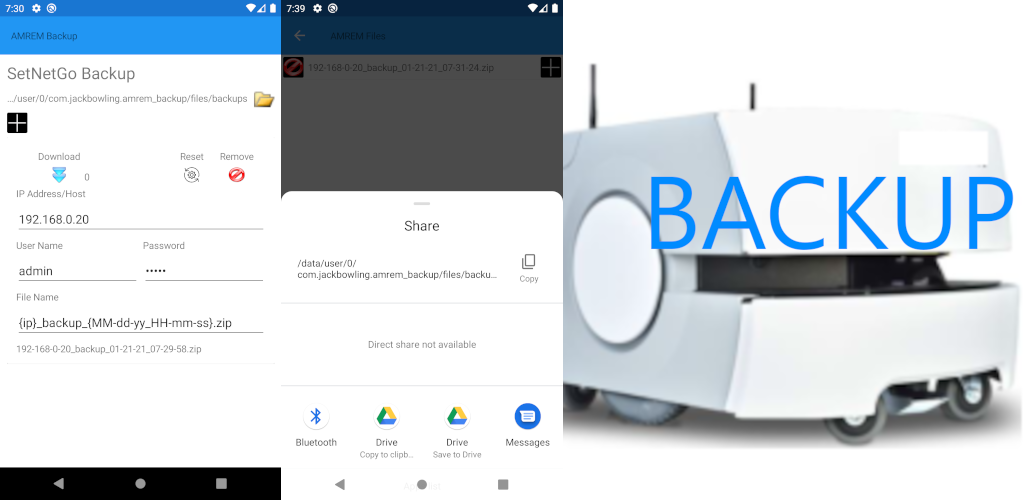 7:30
AMREM Backup
SetNetGo Backup
.../user/0/com.jackbowling.amrem_backup/files/backups
Download
Reset
Remove
0
IP Address/Host
192.168.0.20
User Name
Password
admin
•••••
File Name
{ip}_backup_{MM-dd-yy_HH-mm-ss}.zip
192-168-0-20_backup_01-21-21_07-29-58.zip
7:39
AMREM Files
192-168-0-20_backup_01-21-21_07-31-24.zip
Share
/data/user/0/
com.jackbowling.amrem_backup/files/backu...
Copy
Direct share not available
Bluetooth
Drive
Copy to clipb...
Drive
Save to Drive
Messages
BACKUP